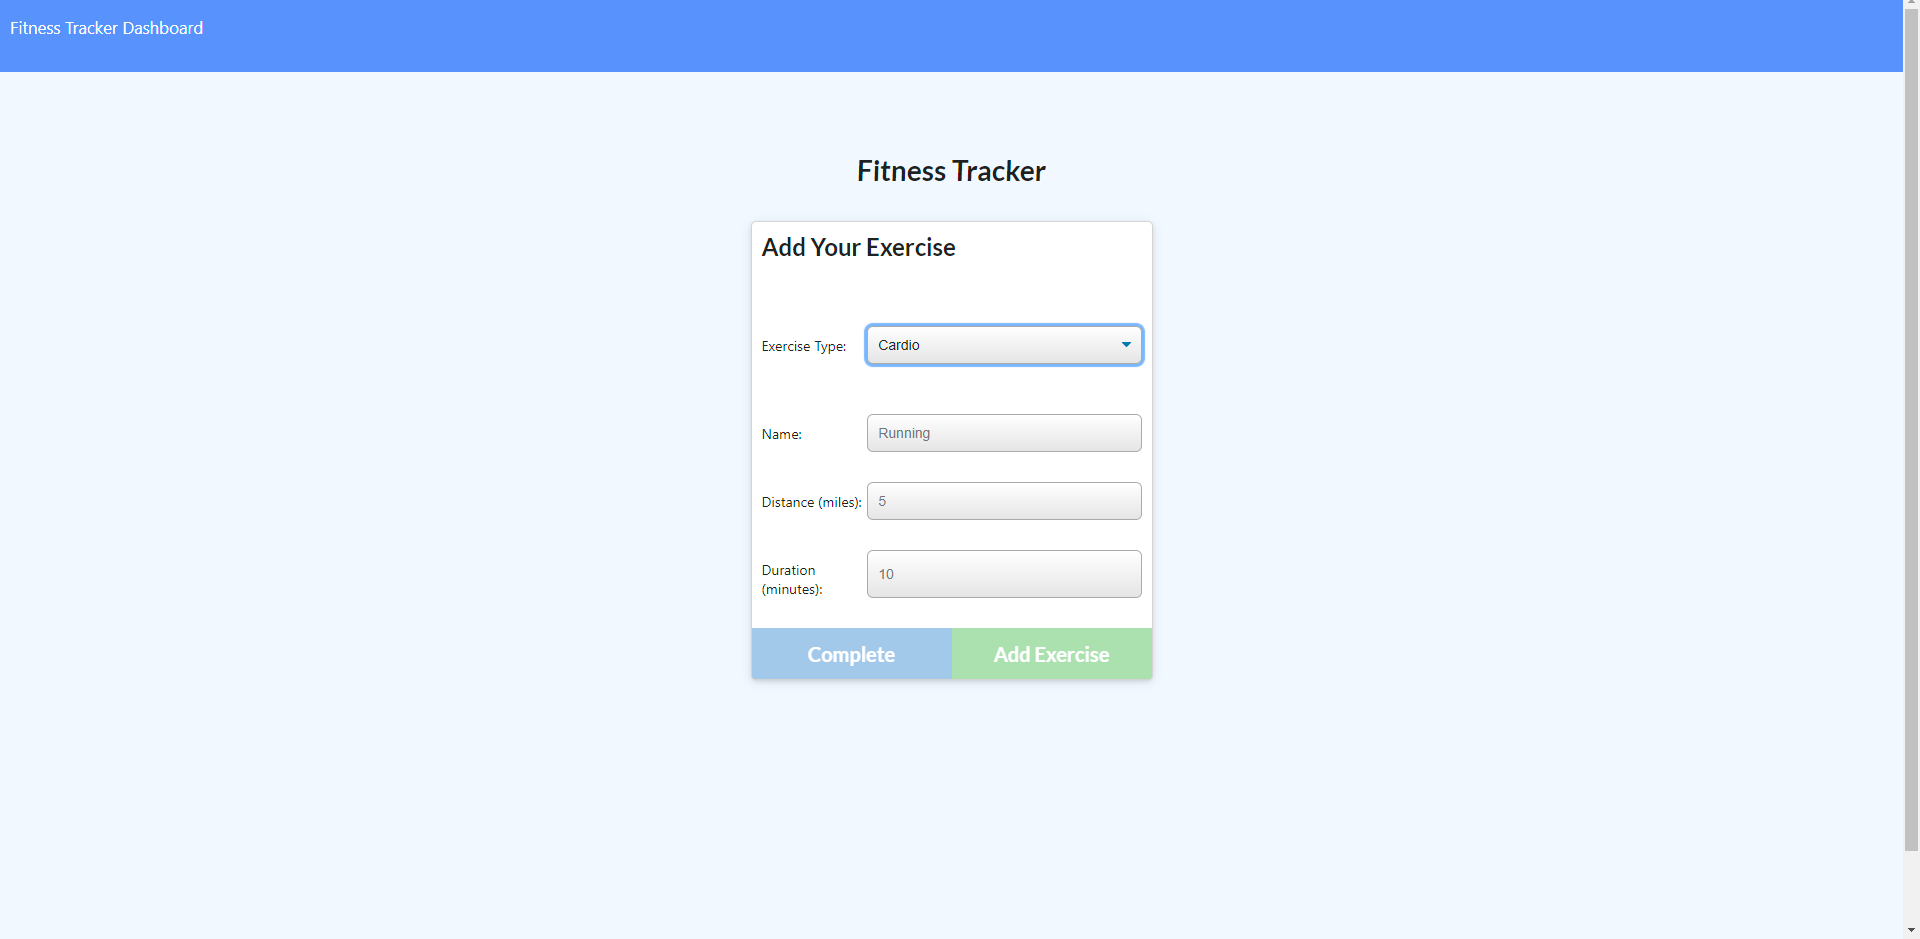 Fitness Tracker Dashboard
Fitness Tracker
Add Your Exercise
Exercise Type: Cardio
Name: Running
Distance (miles): 5
Duration (minutes): 10
Complete Add Exercise